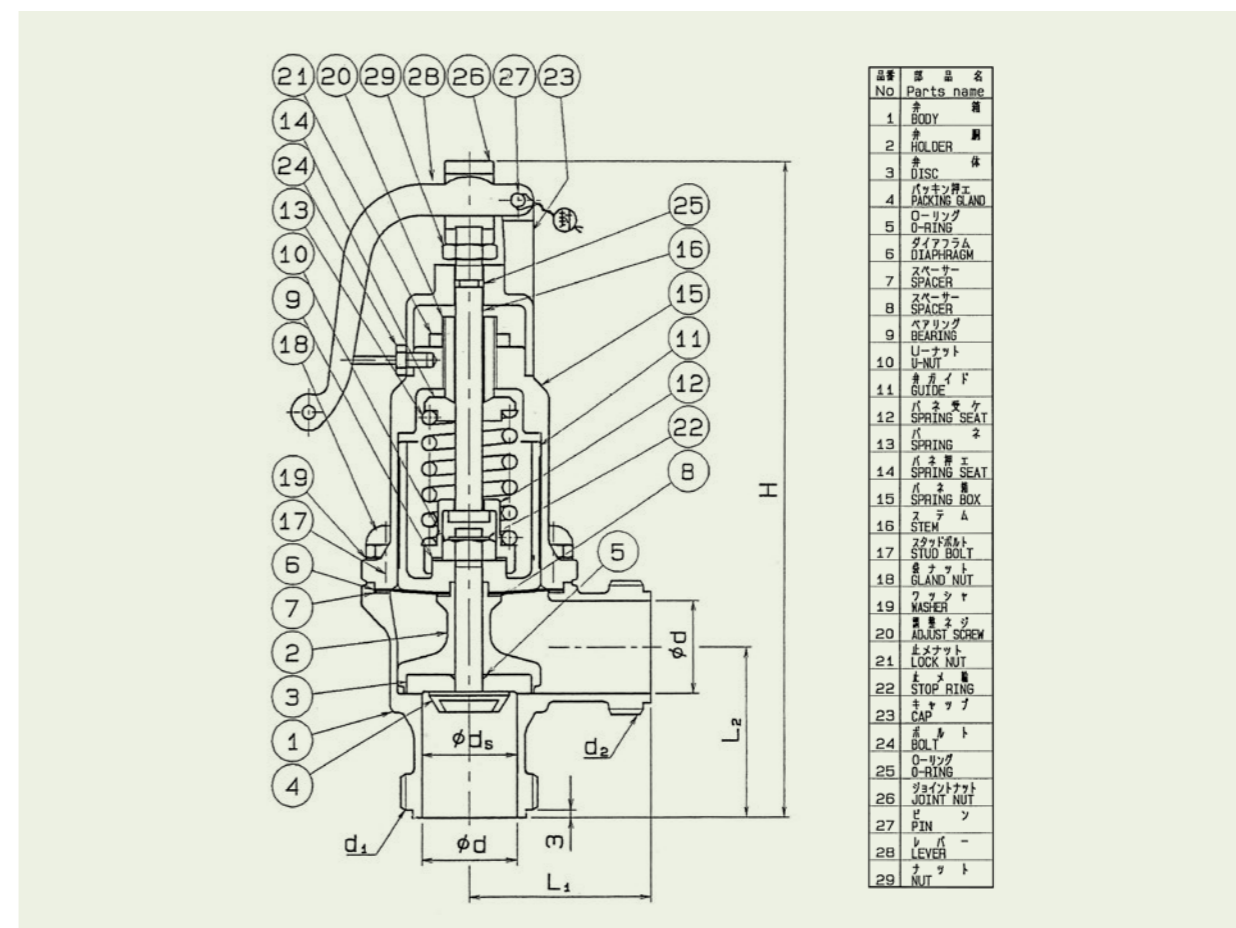 21 20 29 28 26 27 23
14
24
13
10
9
18
25
16
15
11
12
22
8
5
19
17
6
7
2
3
1
4
H
L₂
L₁
φd
φdₛ
φd
d₁
d₂
3
品番 部品名
No Parts name
弁箱
1 BODY
弁胴
2 HOLDER
弁体
3 DISC
パッキン押エ
4 PACKING GLAND
O-リング
5 O-RING
ダイアフラム
6 DIAPHRAGM
スペーサー
7 SPACER
スペーサー
8 SPACER
ベアリング
9 BEARING
U-ナット
10 U-NUT
弁ガイド
11 GUIDE
バネ受ケ
12 SPRING SEAT
バネ
13 SPRING
バネ押エ
14 SPRING SEAT
バネ箱
15 SPRING BOX
ステム
16 STEM
スタッドボルト
17 STUD BOLT
袋ナット
18 GLAND NUT
ワッシャ
19 WASHER
調整ネジ
20 ADJUST SCREW
止メナット
21 LOCK NUT
止メ輪
22 STOP RING
キャップ
23 CAP
ボルト
24 BOLT
O-リング
25 O-RING
ジョイントナット
26 JOINT NUT
ピン
27 PIN
レバー
28 LEVER
ナット
29 NUT